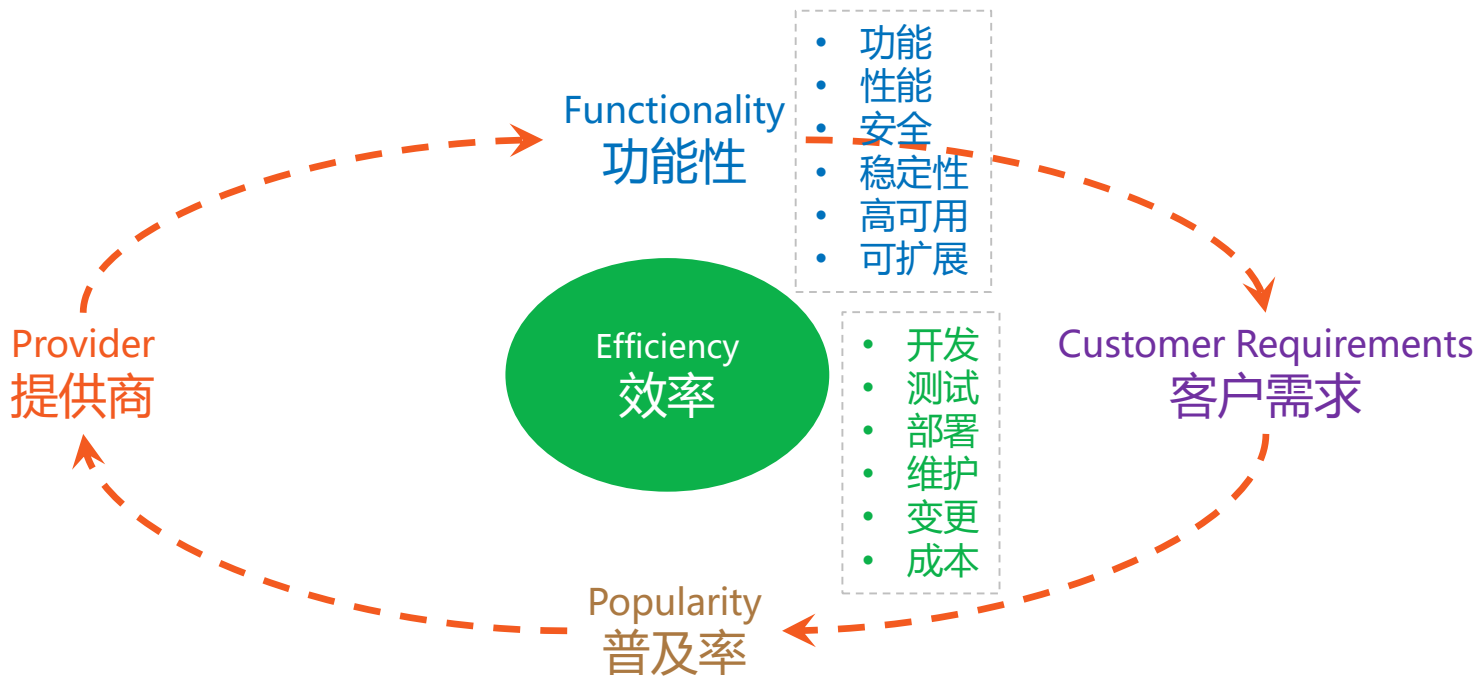 Functionality
功能性
• 功能
• 性能
• 安全
• 稳定性
• 高可用
• 可扩展
Provider
提供商
Efficiency
效率
• 开发
• 测试
• 部署
• 维护
• 变更
• 成本
Customer Requirements
客户需求
Popularity
普及率